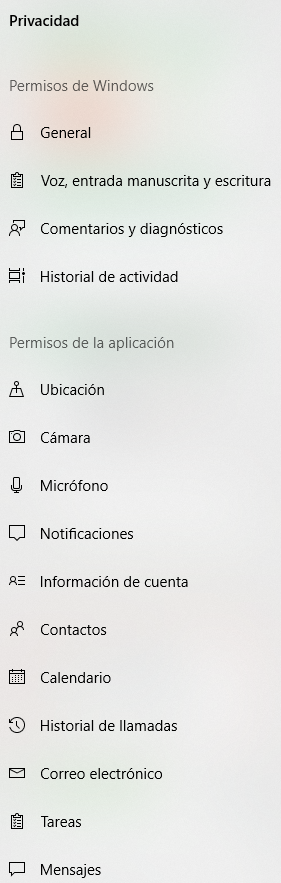 Privacidad
Permisos de Windows
General
Voz, entrada manuscrita y escritura
Comentarios y diagnósticos
Historial de actividad
Permisos de la aplicación
Ubicación
Cámara
Micrófono
Notificaciones
Información de cuenta
Contactos
Calendario
Historial de llamadas
Correo electrónico
Tareas
Mensajes